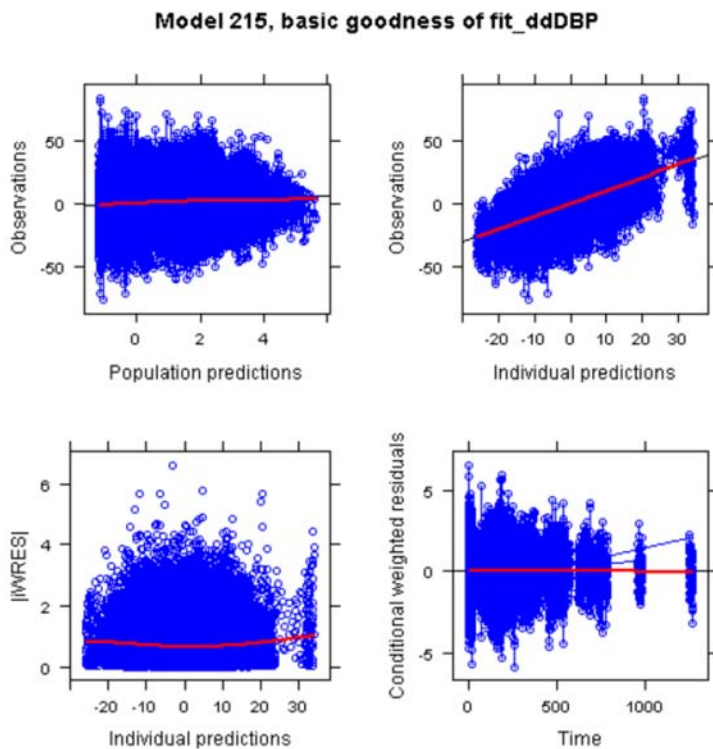 Model 215, basic goodness of fit_ddDBP
Observations
50
0
-50
0 2 4
Population predictions
Observations
50
0
-50
-20 -10 0 10 20 30
Individual predictions
|iWRES|
6
4
2
0
-20 -10 0 10 20 30
Individual predictions
Conditional weighted residuals
5
0
-5
0 500 1000
Time